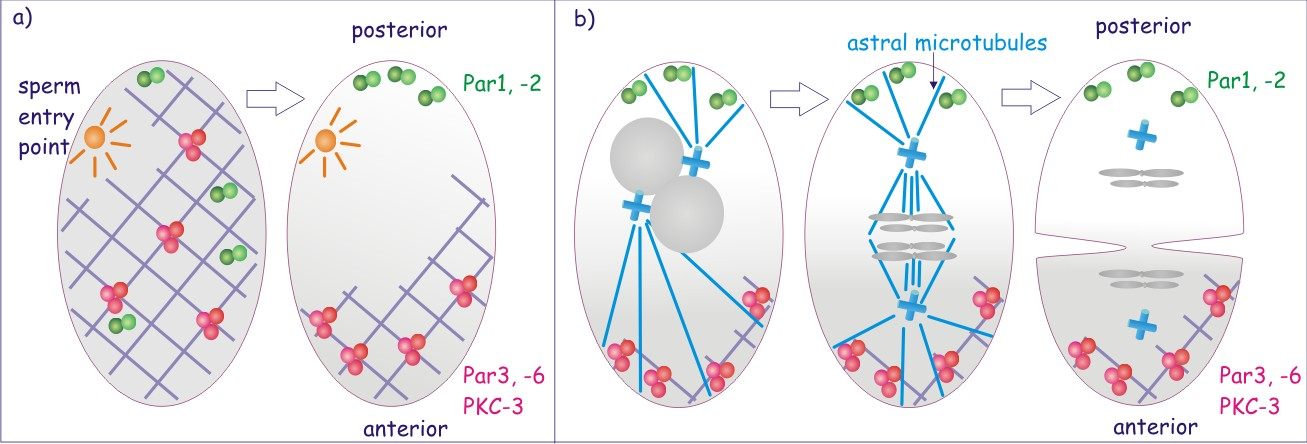 a)
posterior
sperm
entry
point
Par1, -2
Par3, -6
PKC-3
anterior
b)
astral microtubules
posterior
Par1, -2
Par3, -6
PKC-3
anterior